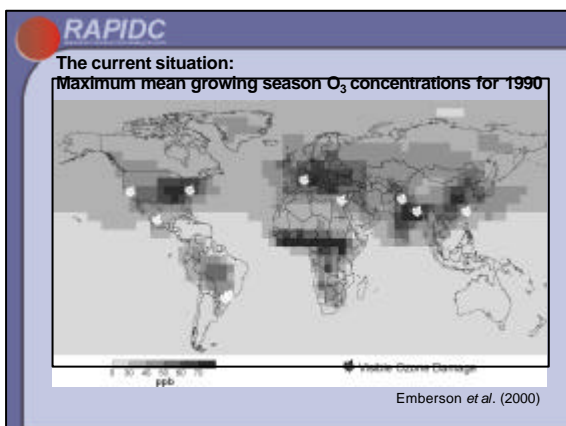 RAPIDC
The current situation:
Maximum mean growing season O₃ concentrations for 1990
ppb
Visible Ozone Damage
Emberson et al. (2000)